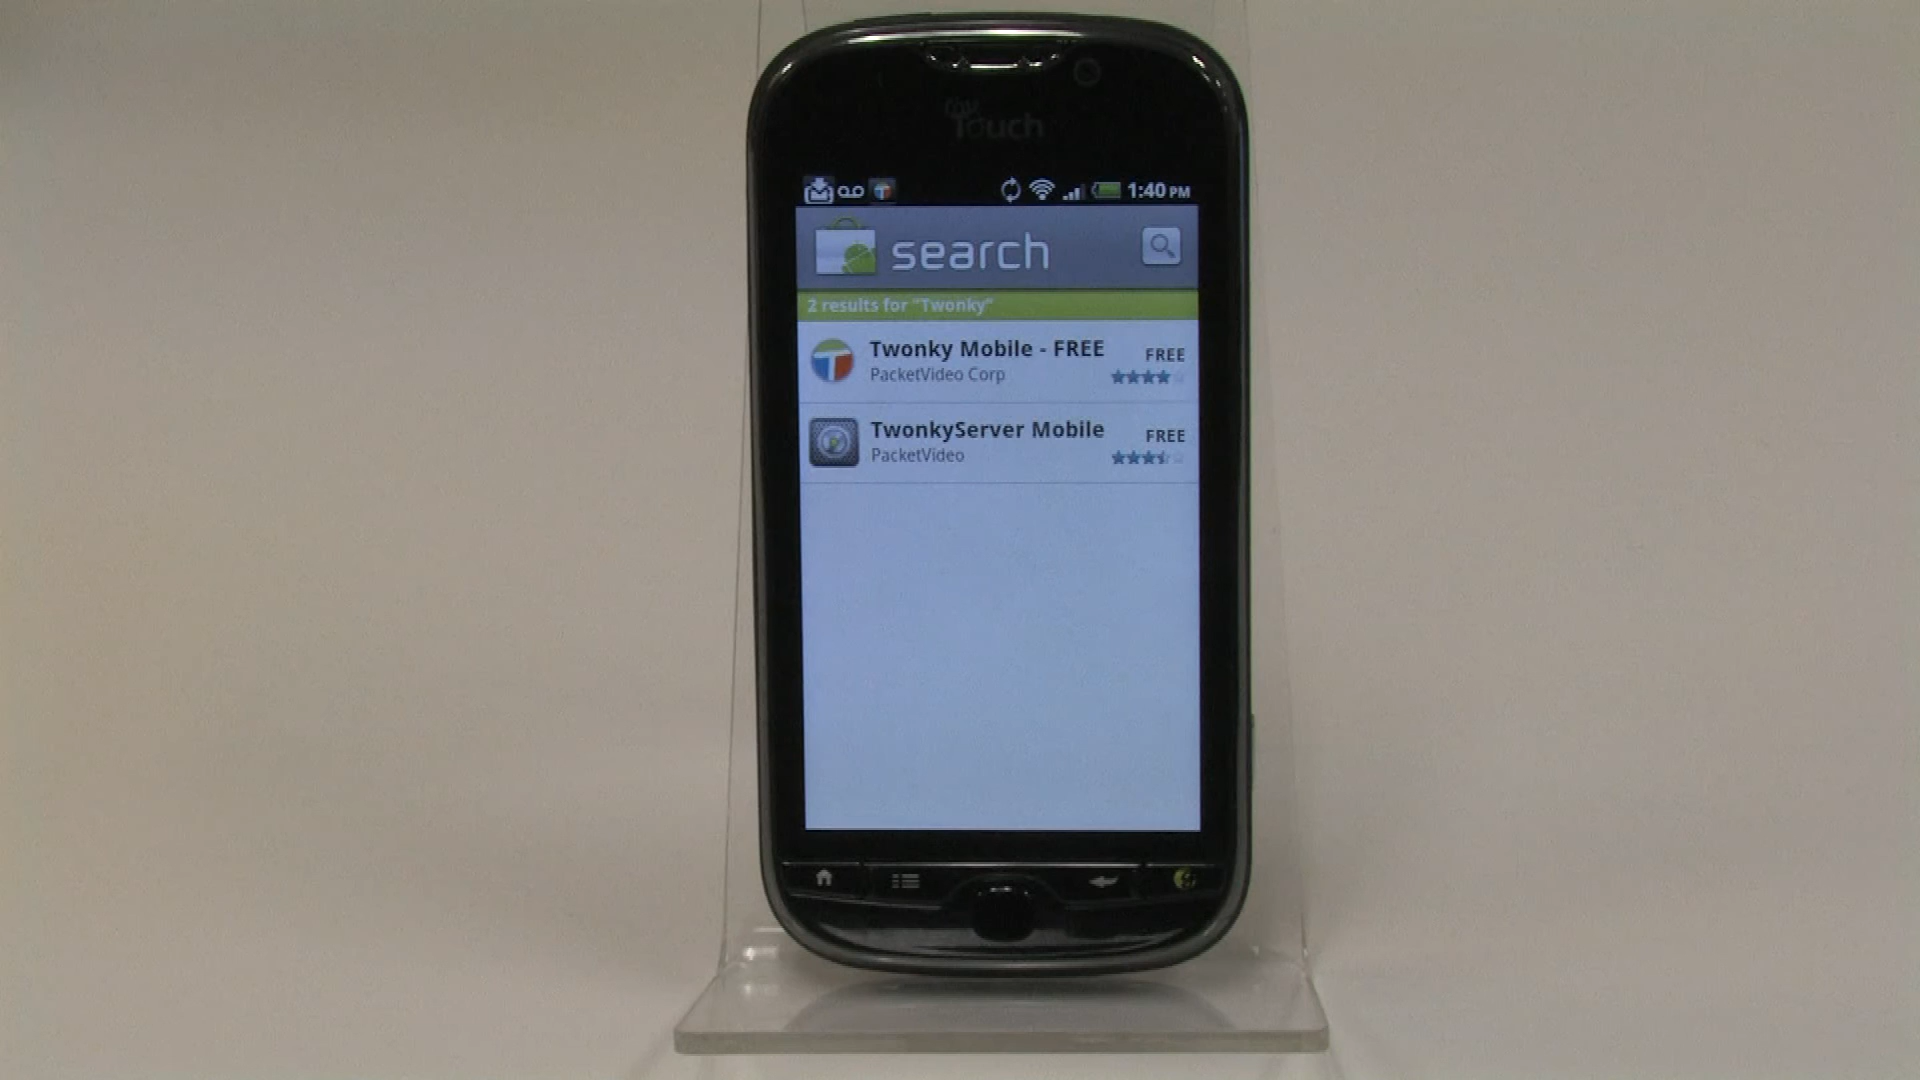 my
Touch
1:40 PM
search
2 results for "Twonky"
Twonky Mobile - FREE
FREE
PacketVideo Corp
TwonkyServer Mobile
FREE
PacketVideo